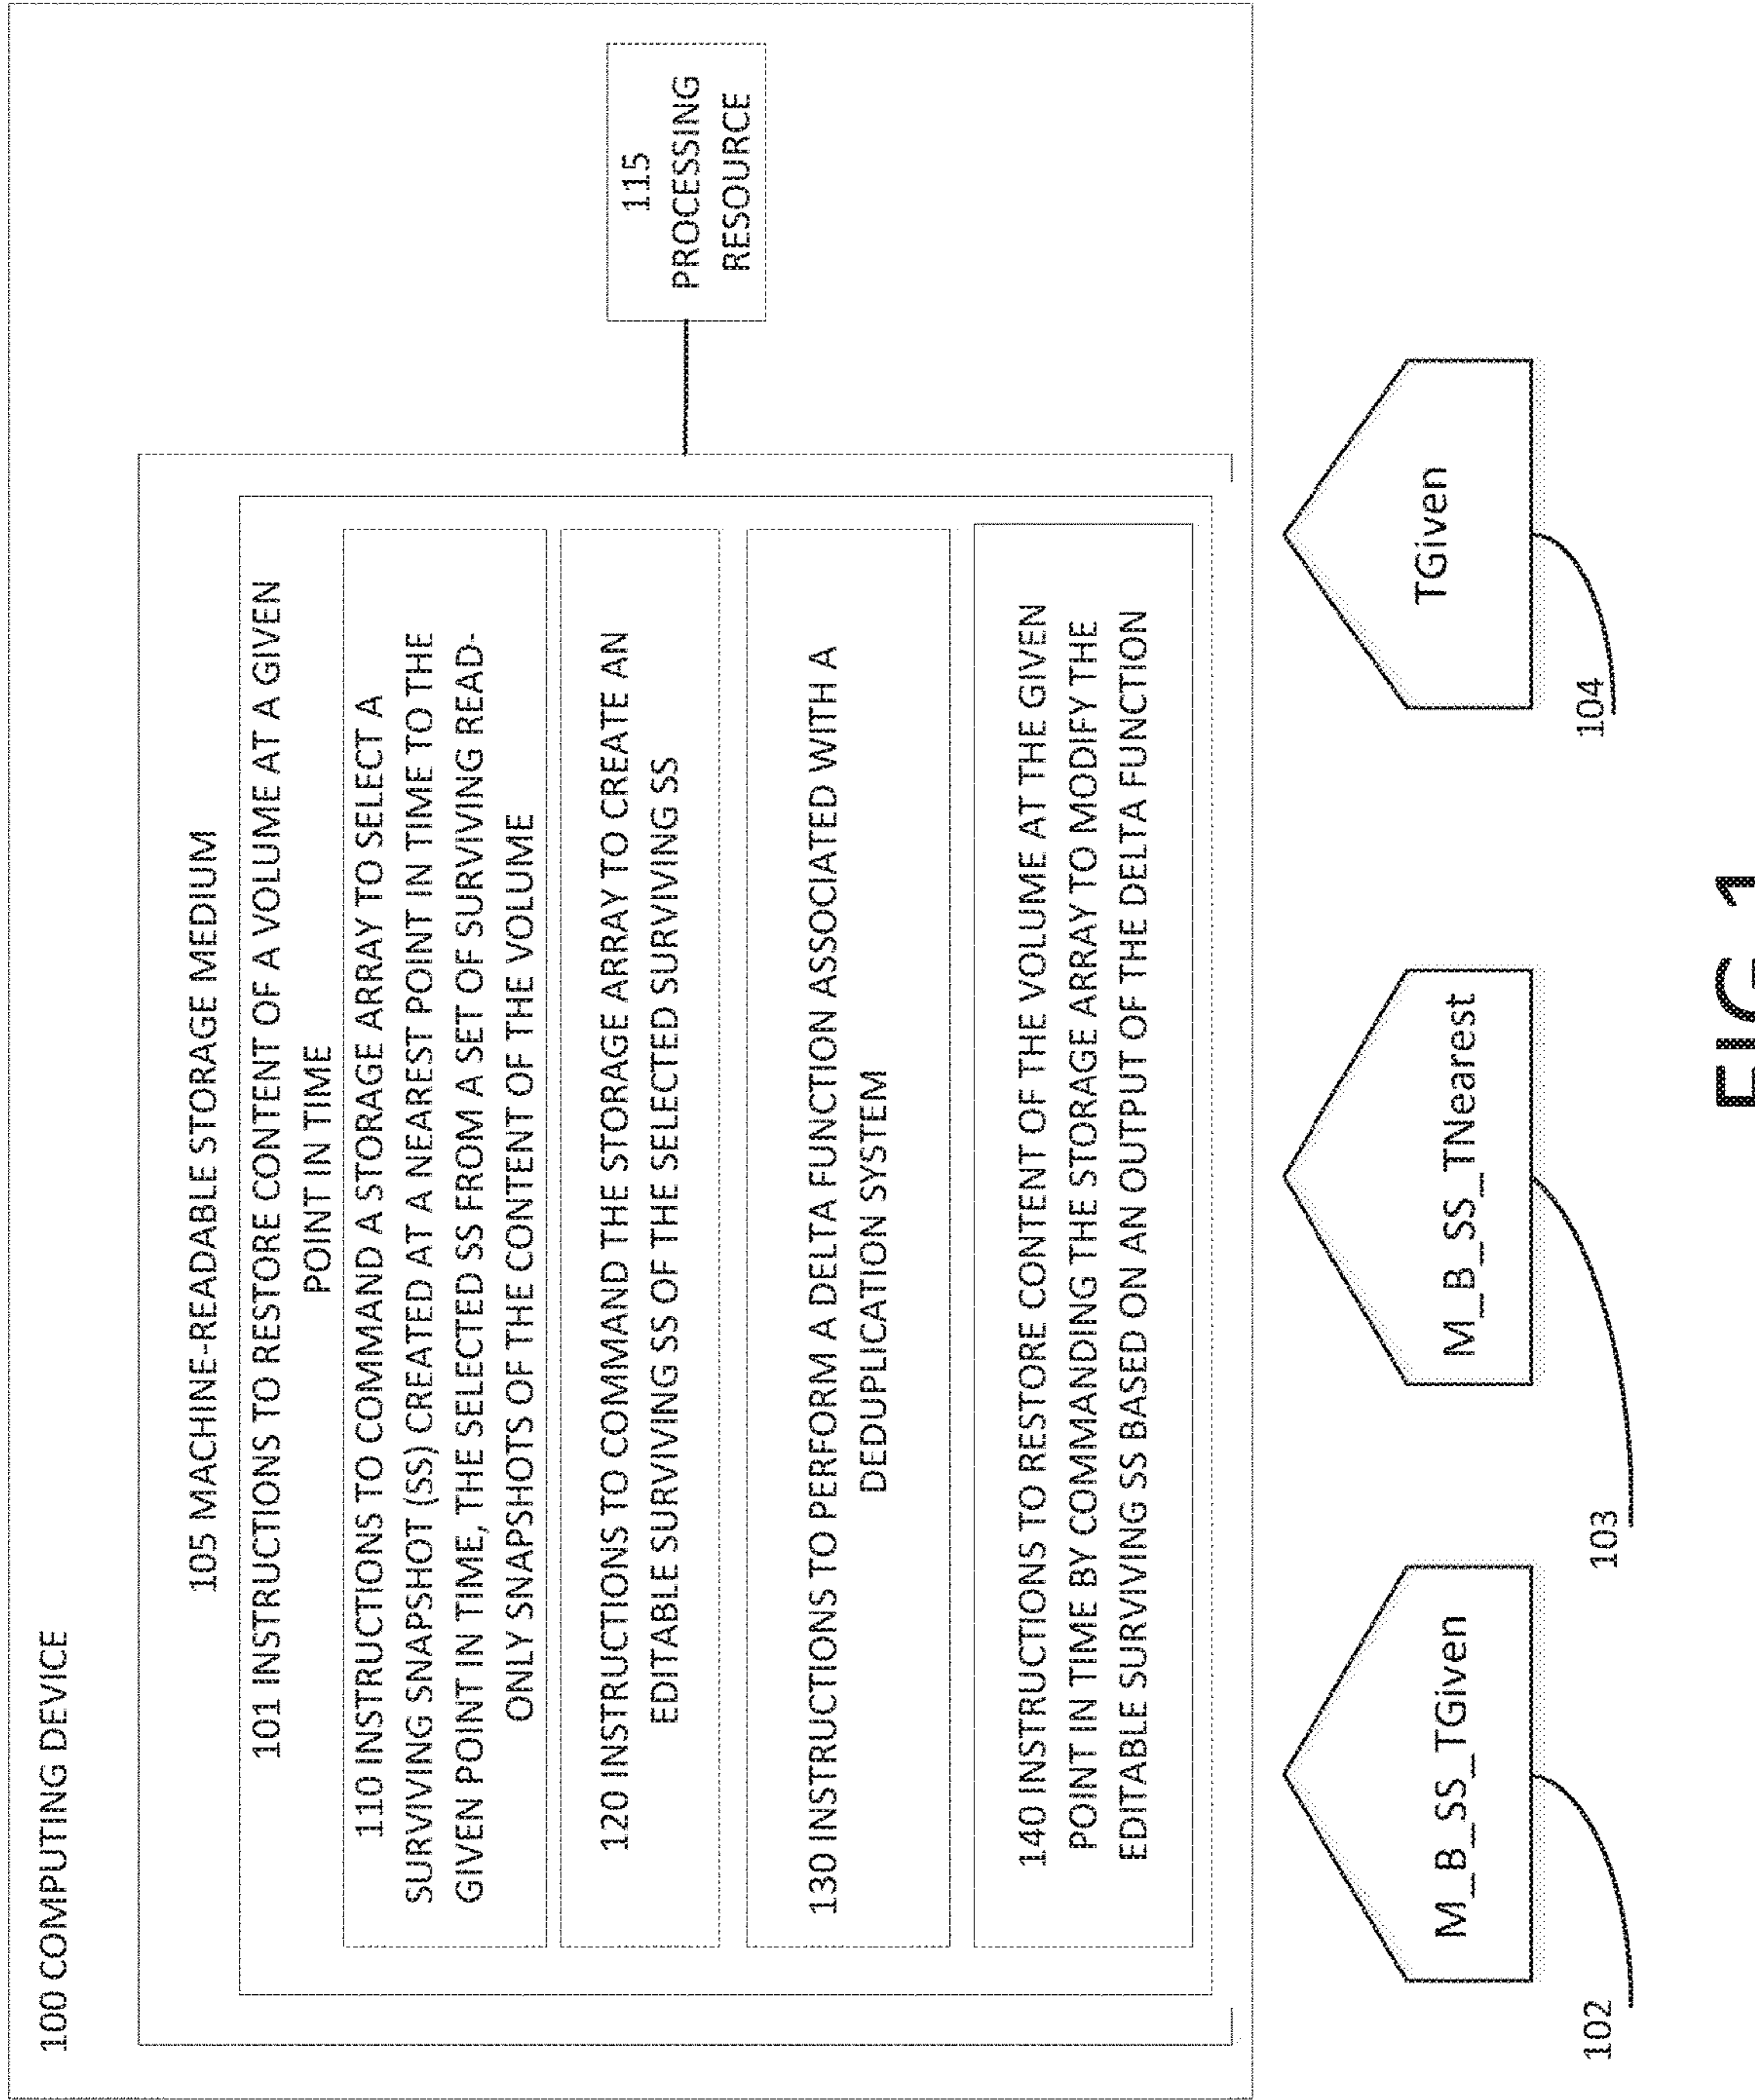 100 COMPUTING DEVICE
105 MACHINE-READABLE STORAGE MEDIUM
101 INSTRUCTIONS TO RESTORE CONTENT OF A VOLUME AT A GIVEN
POINT IN TIME
110 INSTRUCTIONS TO COMMAND A STORAGE ARRAY TO SELECT A
SURVIVING SNAPSHOT (SS) CREATED AT A NEAREST POINT IN TIME TO THE
GIVEN POINT IN TIME, THE SELECTED SS FROM A SET OF SURVIVING READ-
ONLY SNAPSHOTS OF THE CONTENT OF THE VOLUME
120 INSTRUCTIONS TO COMMAND THE STORAGE ARRAY TO CREATE AN
EDITABLE SURVIVING SS OF THE SELECTED SURVIVING SS
130 INSTRUCTIONS TO PERFORM A DELTA FUNCTION ASSOCIATED WITH A
DEDUPLICATION SYSTEM
140 INSTRUCTIONS TO RESTORE CONTENT OF THE VOLUME AT THE GIVEN
POINT IN TIME BY COMMANDING THE STORAGE ARRAY TO MODIFY THE
EDITABLE SURVIVING SS BASED ON AN OUTPUT OF THE DELTA FUNCTION
115
PROCESSING
RESOURCE
M_B_SS_TGiven
102
M_B_SS_TNearest
103
TGiven
104
FIG. 1